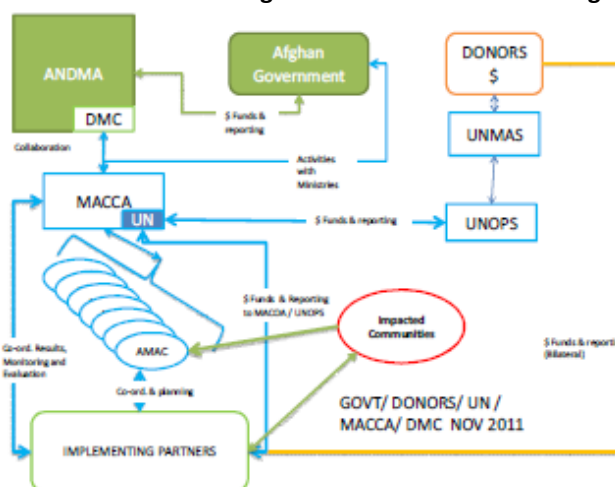 ANDMA
DMC
Afghan
Government
DONORS
$
$ Funds &
reporting
UNMAS
Collaboration
Activities
with
Ministries
MACCA
UN
$ Funds & reporting
UNOPS
$ Funds & Reporting
to MACCA / UNOPS
Impacted
Communities
AMAC
Co-ord. Results,
Monitoring and
Evaluation
$ Funds & reporti
(Bilateral)
Co-ord. & planning
GOVT/ DONORS/ UN /
MACCA/ DMC NOV 2011
IMPLEMENTING PARTNERS